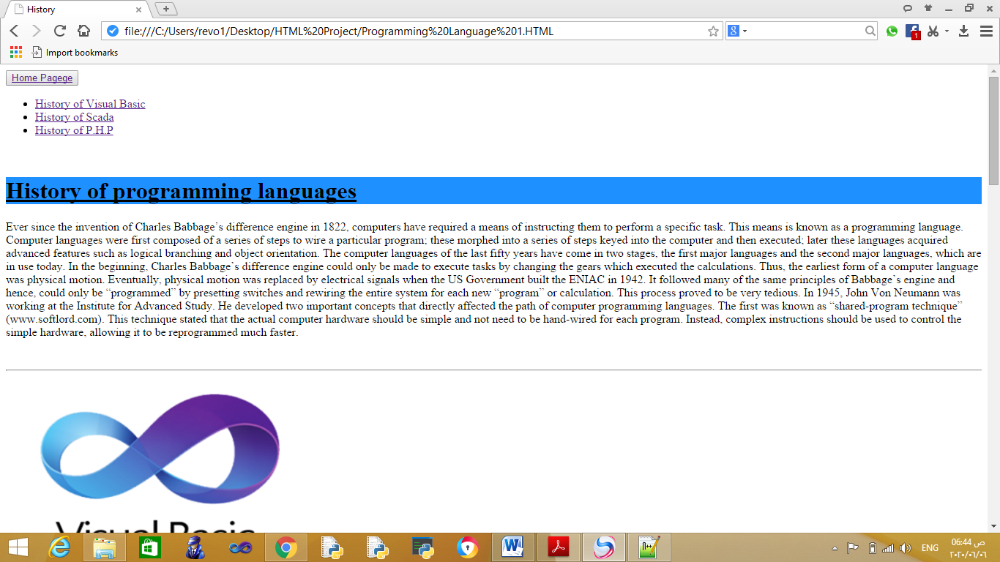 History
file:///C:/Users/revo1/Desktop/HTML%20Project/Programming%20Language%201.HTML
8
1
Import bookmarks
Home Pagege
History of Visual Basic
History of Scada
History of P.H.P
History of programming languages
Ever since the invention of Charles Babbage’s difference engine in 1822, computers have required a means of instructing them to perform a specific task. This means is known as a programming language.
Computer languages were first composed of a series of steps to wire a particular program; these morphed into a series of steps keyed into the computer and then executed; later these languages acquired
advanced features such as logical branching and object orientation. The computer languages of the last fifty years have come in two stages, the first major languages and the second major languages, which are
in use today. In the beginning, Charles Babbage’s difference engine could only be made to execute tasks by changing the gears which executed the calculations. Thus, the earliest form of a computer language
was physical motion. Eventually, physical motion was replaced by electrical signals when the US Government built the ENIAC in 1942. It followed many of the same principles of Babbage’s engine and
hence, could only be “programmed” by presetting switches and rewiring the entire system for each new “program” or calculation. This process proved to be very tedious. In 1945, John Von Neumann was
working at the Institute for Advanced Study. He developed two important concepts that directly affected the path of computer programming languages. The first was known as “shared-program technique”
(www.softlord.com). This technique stated that the actual computer hardware should be simple and not need to be hand-wired for each program. Instead, complex instructions should be used to control the
simple hardware, allowing it to be reprogrammed much faster.
Visual Basic
ENG
06:44 ص
٢٠٢٠/٠٦/٠٦